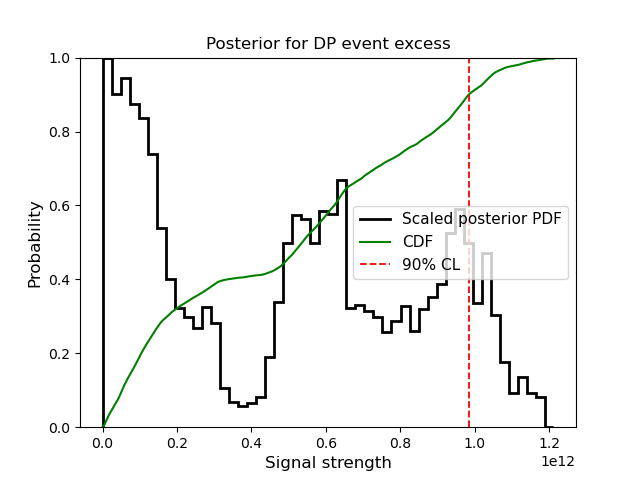 Posterior for DP event excess
Probability
1.0
0.8
0.6
0.4
0.2
0.0
Scaled posterior PDF
CDF
90% CL
0.0 0.2 0.4 0.6 0.8 1.0 1.2
1e12
Signal strength